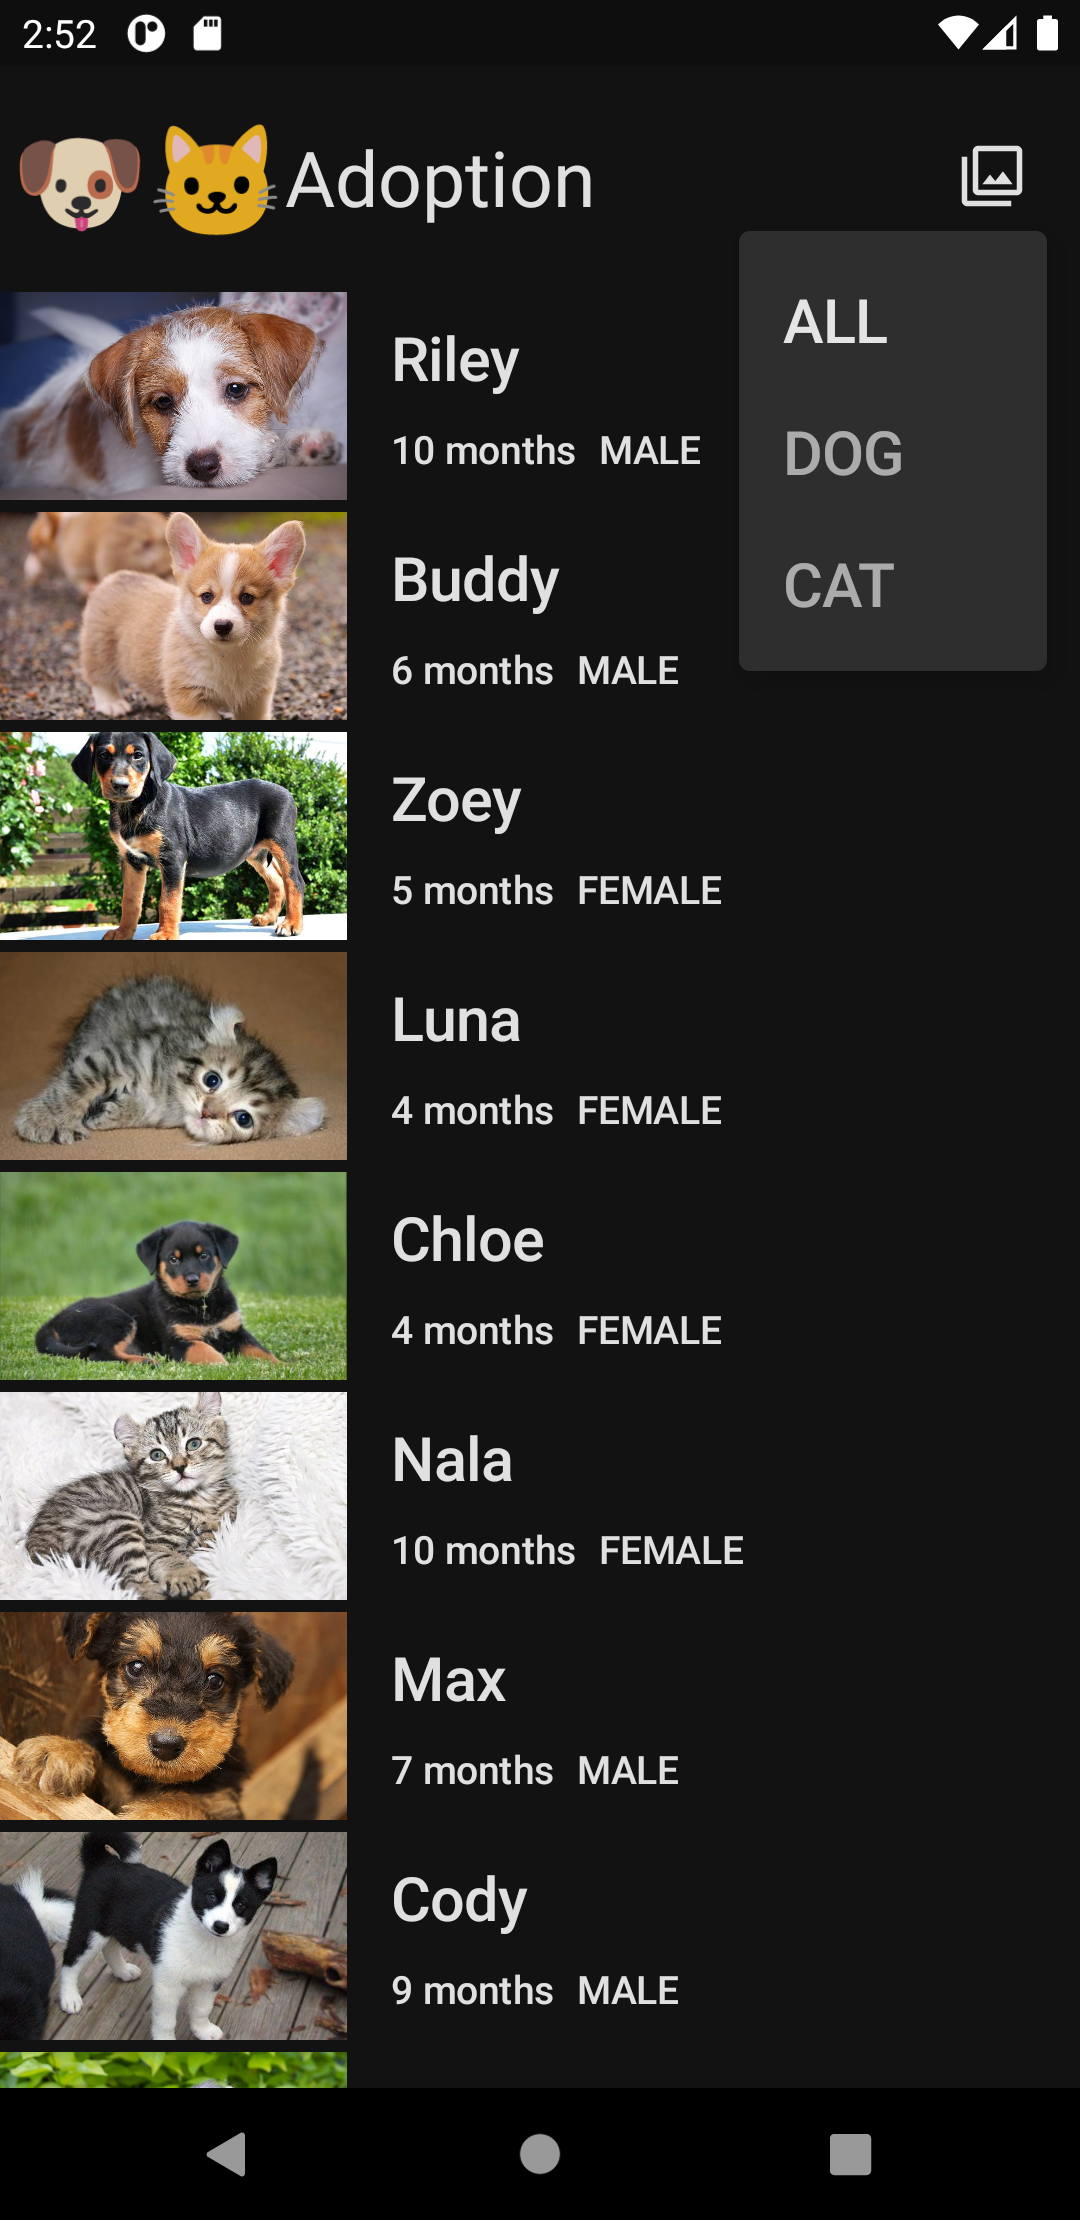 2:52
Adoption
ALL
DOG
CAT
Riley
10 months MALE
Buddy
6 months MALE
Zoey
5 months FEMALE
Luna
4 months FEMALE
Chloe
4 months FEMALE
Nala
10 months FEMALE
Max
7 months MALE
Cody
9 months MALE